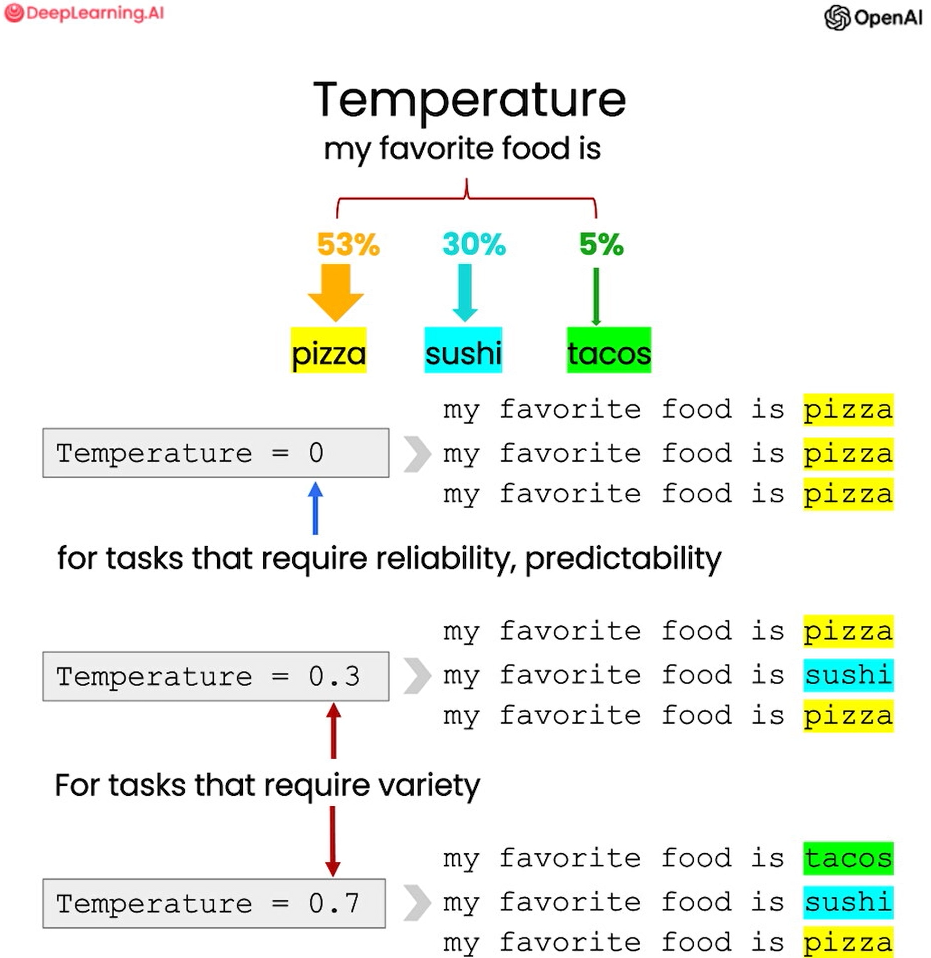 DeepLearning.AI
OpenAI
Temperature
my favorite food is
53% 30% 5%
pizza sushi tacos
my favorite food is pizza
Temperature = 0 my favorite food is pizza
my favorite food is pizza
for tasks that require reliability, predictability
my favorite food is pizza
Temperature = 0.3 my favorite food is sushi
my favorite food is pizza
For tasks that require variety
my favorite food is tacos
Temperature = 0.7 my favorite food is sushi
my favorite food is pizza